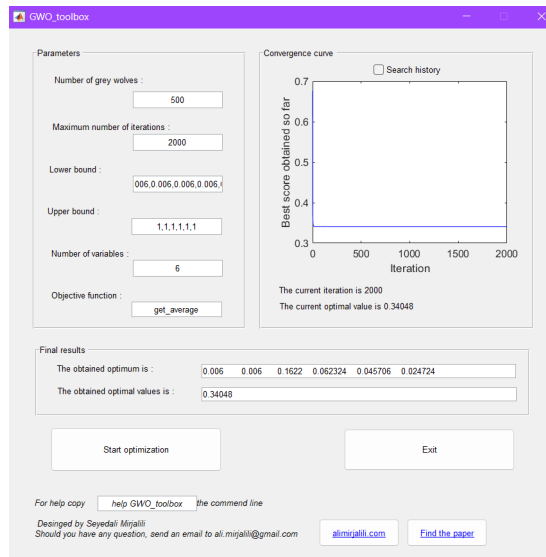 GWO_toolbox
Parameters
Number of grey wolves :
500
Maximum number of iterations :
2000
Lower bound :
006,0.006,0.006,0.006,(
Upper bound :
1,1,1,1,1,1
Number of variables :
6
Objective function :
get_average
Convergence curve
Search history
Best score obtained so far
0.7
0.6
0.5
0.4
0.3
0 500 1000 1500 2000
Iteration
The current iteration is 2000
The current optimal value is 0.34048
Final results
The obtained optimum is :
0.006 0.006 0.1622 0.062324 0.045706 0.024724
The obtained optimal values is :
0.34048
Start optimization
Exit
For help copy help GWO_toolbox the commend line
Desinged by Seyedali Mirjalili
Should you have any question, send an email to ali.mirjalili@gmail.com
alimirjalili.com
Find the paper